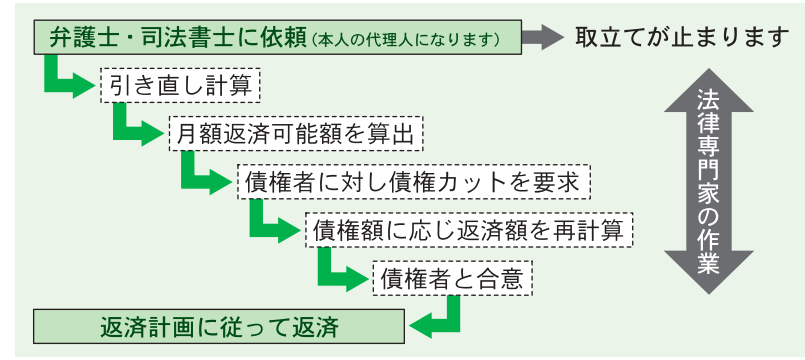 弁護士・司法書士に依頼(本人の代理人になります)
取立てが止まります
引き直し計算
月額返済可能額を算出
債権者に対し債権カットを要求
債権額に応じ返済額を再計算
債権者と合意
返済計画に従って返済
法律専門家の作業